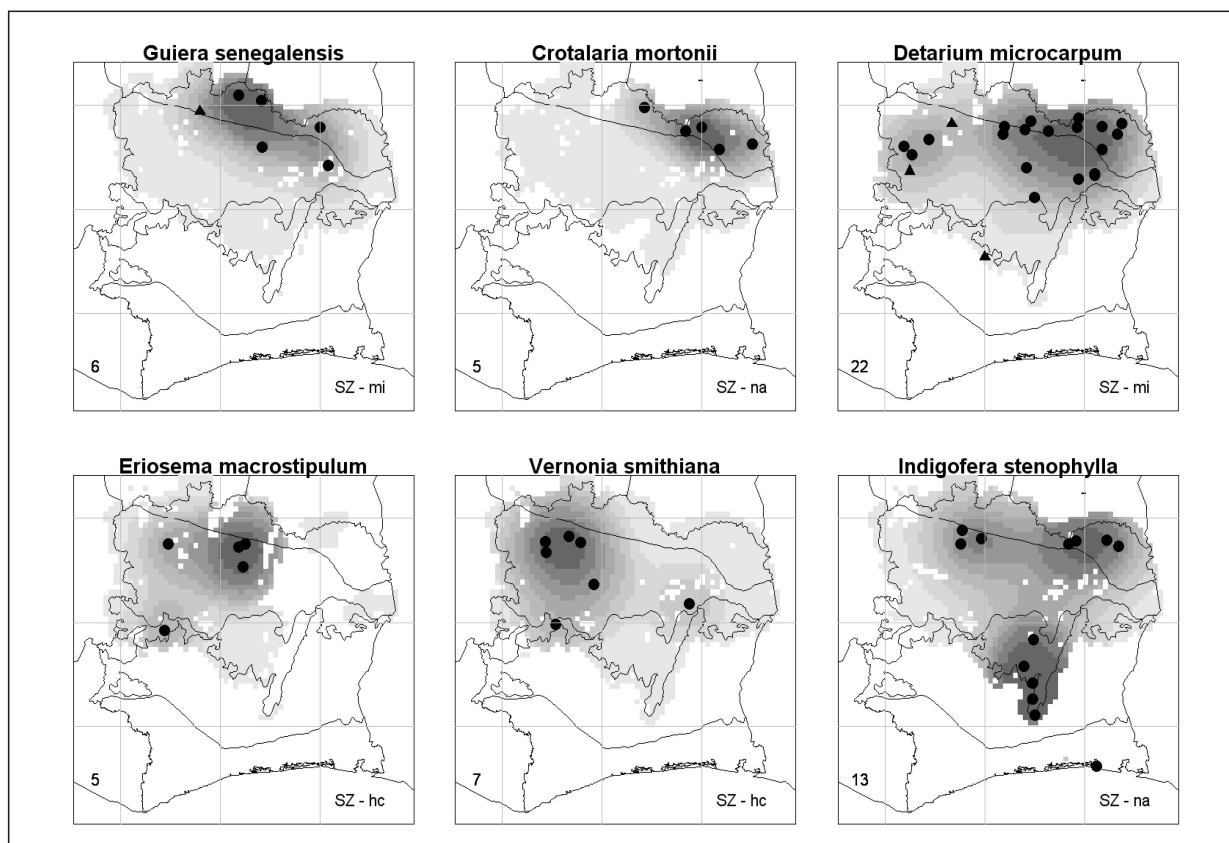 Guiera senegalensis
6
SZ - mi
Crotalaria mortonii
5
SZ - na
Detarium microcarpum
22
SZ - mi
Eriosema macrostipulum
5
SZ - hc
Vernonia smithiana
7
SZ - hc
Indigofera stenophylla
13
SZ - na